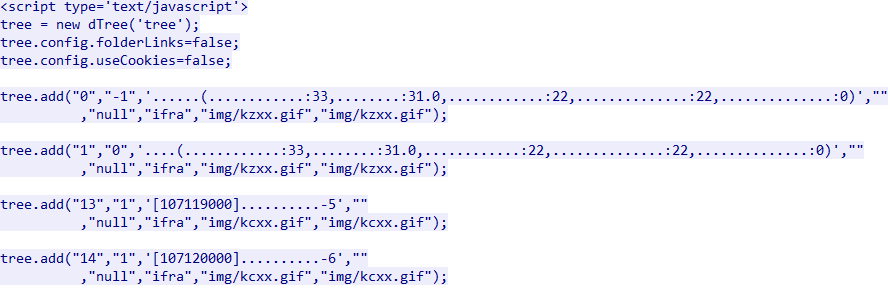 <script type='text/javascript'>
tree = new dTree('tree');
tree.config.folderLinks=false;
tree.config.useCookies=false;
tree.add("0","-1",'......(............:33,........:31.0,............:22,..............:22,..............:0)',""
,"null","ifra","img/kzxx.gif","img/kzxx.gif");
tree.add("1","0",'....(............:33,........:31.0,............:22,..............:22,..............:0)',""
,"null","ifra","img/kzxx.gif","img/kzxx.gif");
tree.add("13","1",'[107119000]..........-5',""
,"null","ifra","img/kcxx.gif","img/kcxx.gif");
tree.add("14","1",'[107120000]..........-6',""
,"null","ifra","img/kcxx.gif","img/kcxx.gif");